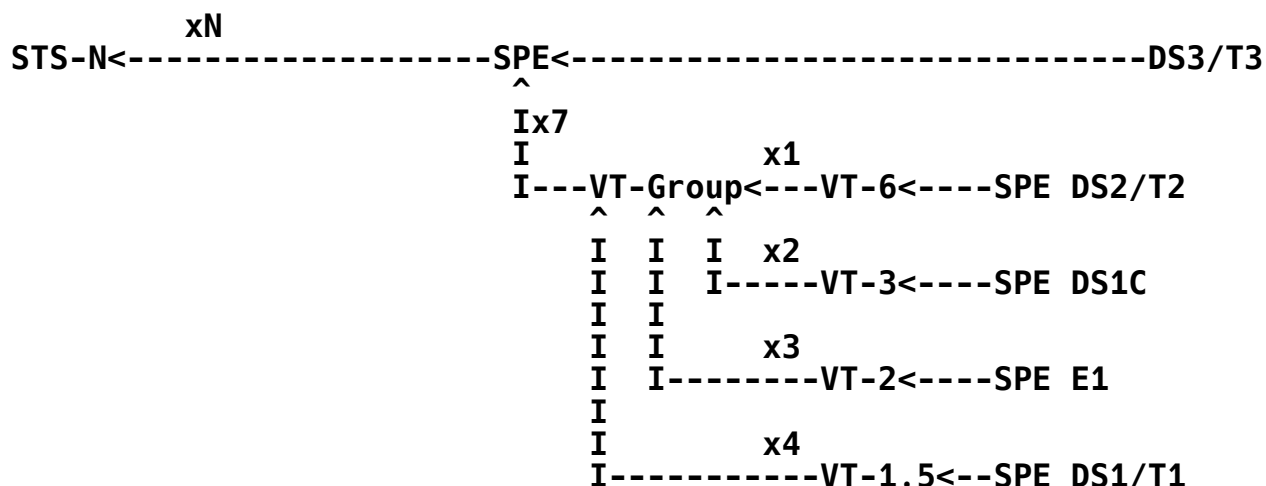 xN
STS-N<-------------------SPE<------------------------------DS3/T3
^
Ix7
I x1
I---VT-Group<---VT-6<----SPE DS2/T2
^ ^ ^
I I I x2
I I I-----VT-3<----SPE DS1C
I I
I I x3
I I--------VT-2<----SPE E1
I
I x4
I-----------VT-1.5<--SPE DS1/T1